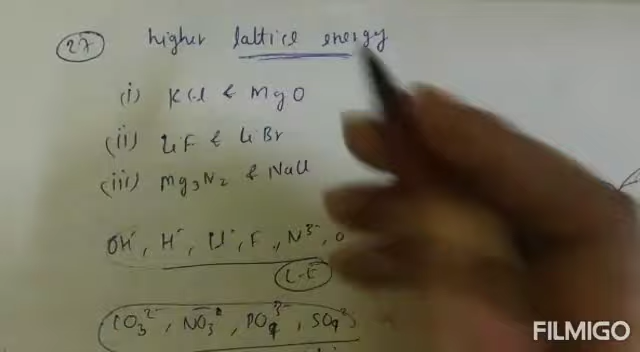 27 higher lattice energy
(i) KCl & MgO
(ii) LiF & LiBr
(iii) Mg₃N₂ & NaCl
OH⁻, H⁻, Cl⁻, F⁻, N³⁻, O
L.E
CO₃²⁻, NO₃⁻, PO₄³⁻, SO₄²⁻
FILMIGO